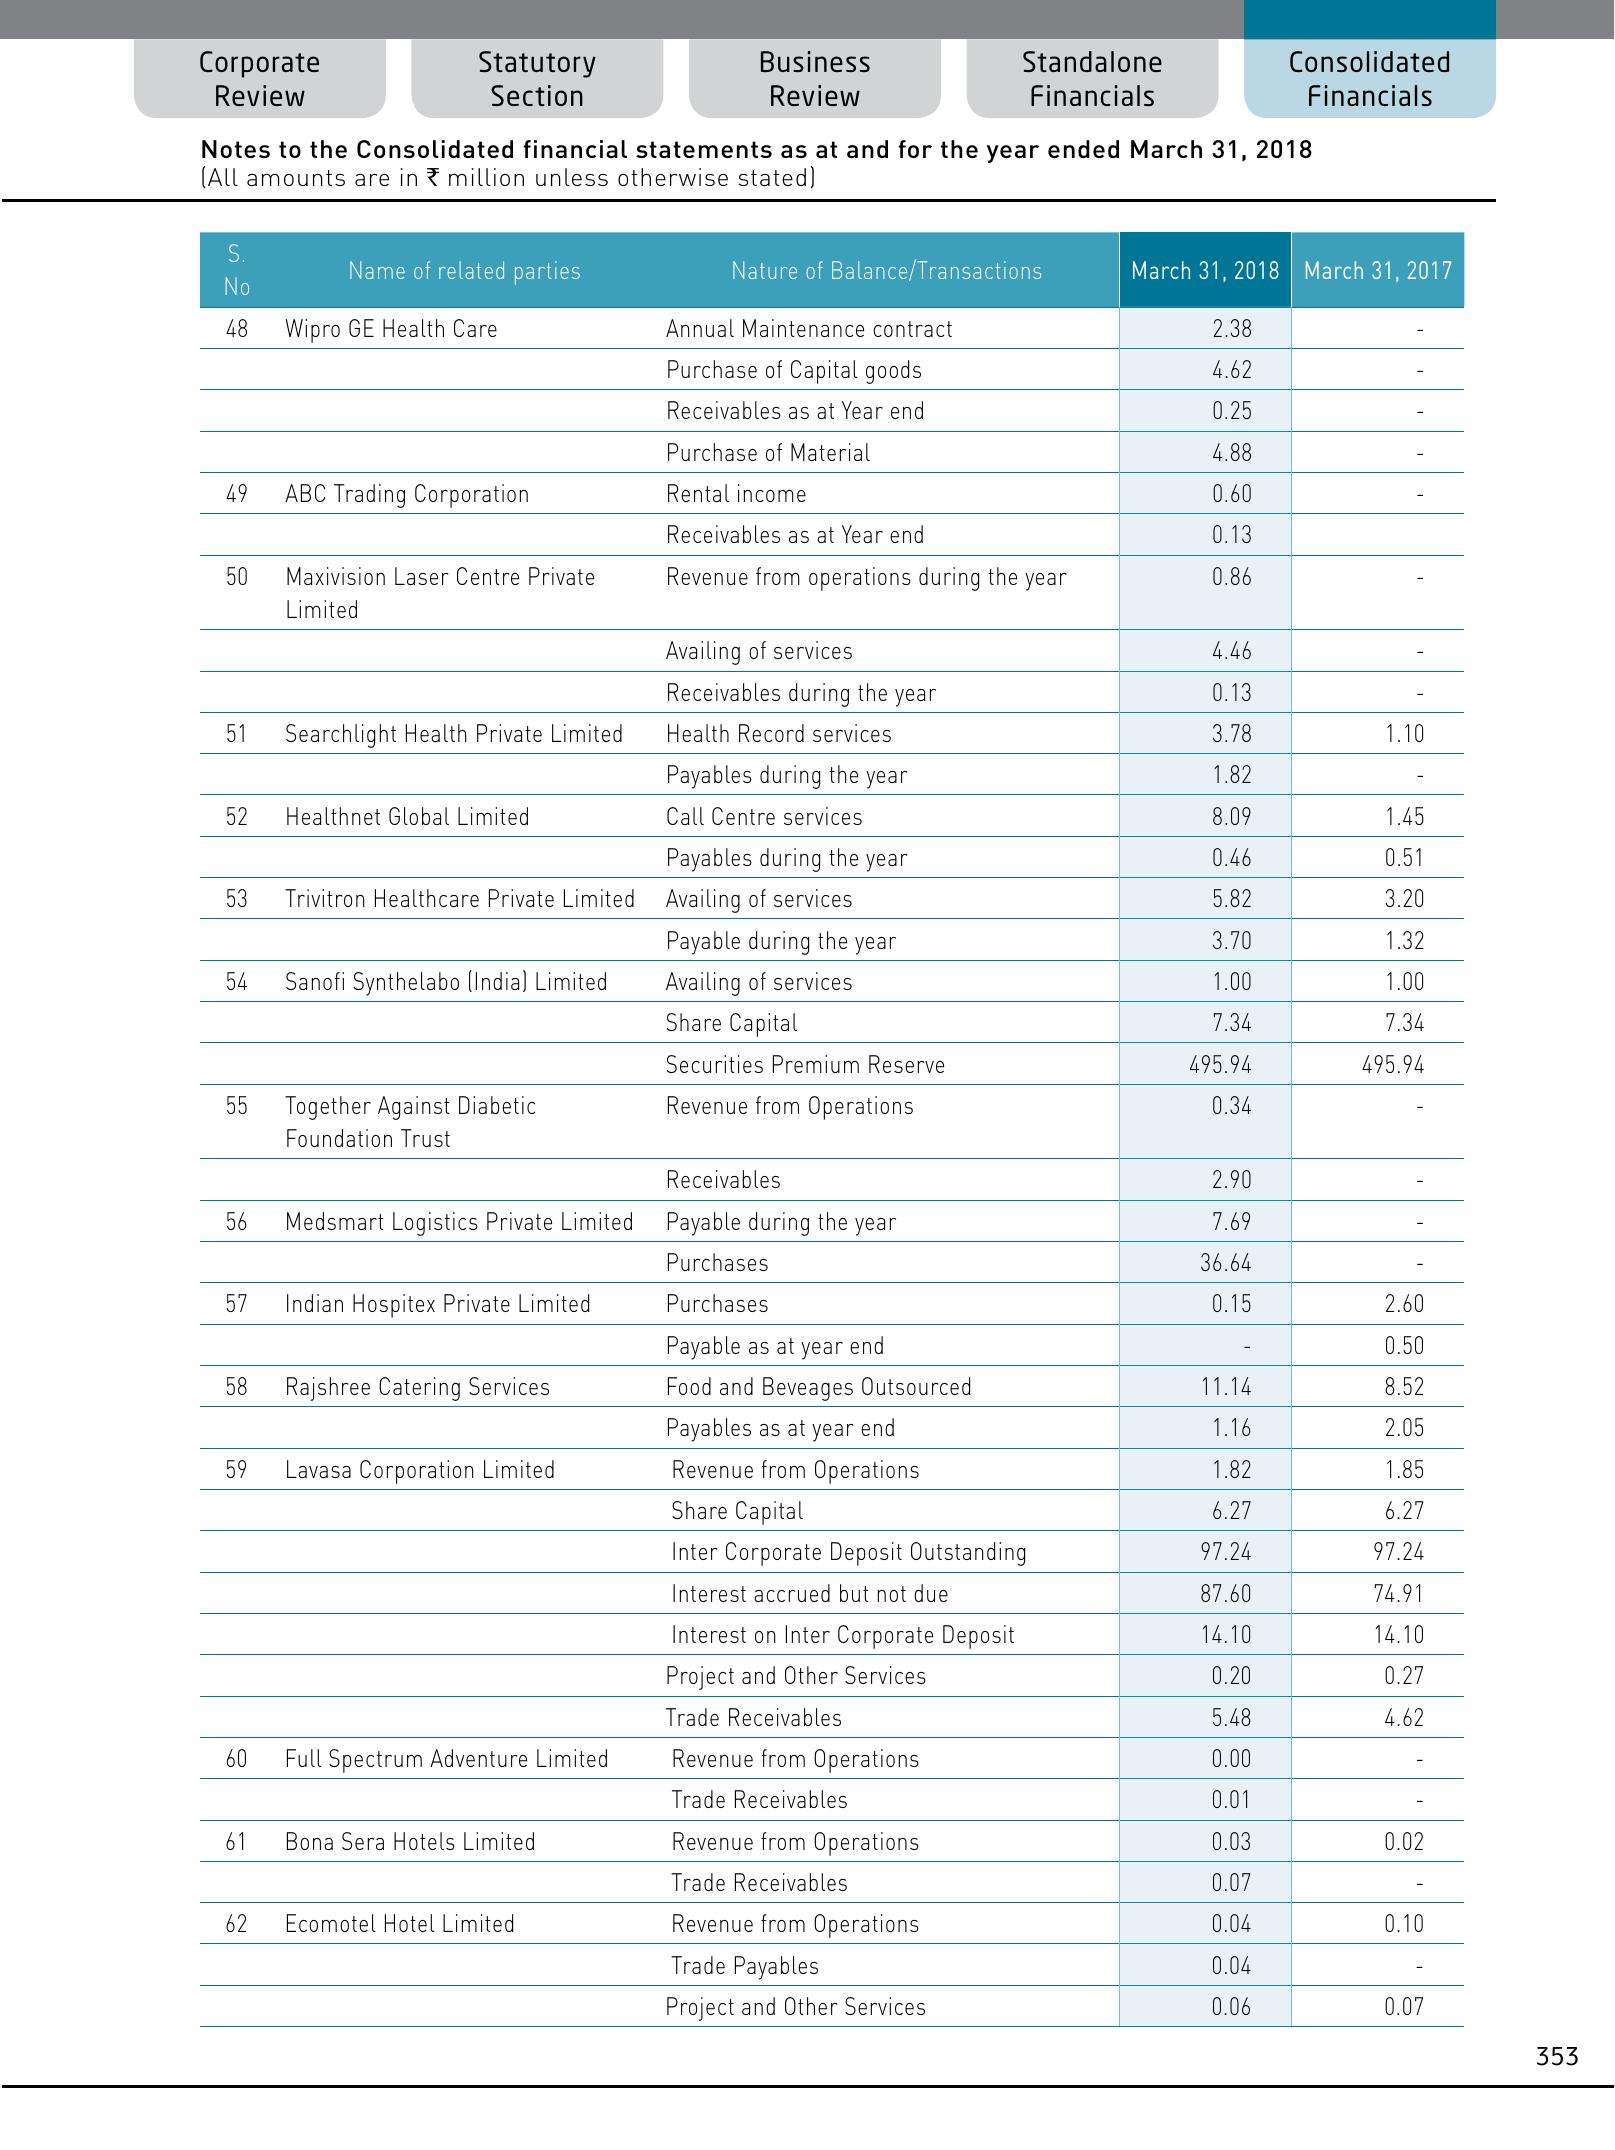 Corporate Review
Statutory Section
Business Review
Standalone Financials
Consolidated Financials
Notes to the Consolidated financial statements as at and for the year ended March 31, 2018
(All amounts are in ₹ million unless otherwise stated)
S. No Name of related parties Nature of Balance/Transactions March 31, 2018 March 31, 2017
48 Wipro GE Health Care Annual Maintenance contract 2.38 -
Purchase of Capital goods 4.62 -
Receivables as at Year end 0.25 -
Purchase of Material 4.88 -
49 ABC Trading Corporation Rental income 0.60 -
Receivables as at Year end 0.13
50 Maxivision Laser Centre Private Revenue from operations during the year 0.86 -
Limited
Availing of services 4.46 -
Receivables during the year 0.13 -
51 Searchlight Health Private Limited Health Record services 3.78 1.10
Payables during the year 1.82 -
52 Healthnet Global Limited Call Centre services 8.09 1.45
Payables during the year 0.46 0.51
53 Trivitron Healthcare Private Limited Availing of services 5.82 3.20
Payable during the year 3.70 1.32
54 Sanofi Synthelabo (India) Limited Availing of services 1.00 1.00
Share Capital 7.34 7.34
Securities Premium Reserve 495.94 495.94
55 Together Against Diabetic Revenue from Operations 0.34 -
Foundation Trust
Receivables 2.90 -
56 Medsmart Logistics Private Limited Payable during the year 7.69 -
Purchases 36.64 -
57 Indian Hospitex Private Limited Purchases 0.15 2.60
Payable as at year end - 0.50
58 Rajshree Catering Services Food and Beveages Outsourced 11.14 8.52
Payables as at year end 1.16 2.05
59 Lavasa Corporation Limited Revenue from Operations 1.82 1.85
Share Capital 6.27 6.27
Inter Corporate Deposit Outstanding 97.24 97.24
Interest accrued but not due 87.60 74.91
Interest on Inter Corporate Deposit 14.10 14.10
Project and Other Services 0.20 0.27
Trade Receivables 5.48 4.62
60 Full Spectrum Adventure Limited Revenue from Operations 0.00 -
Trade Receivables 0.01 -
61 Bona Sera Hotels Limited Revenue from Operations 0.03 0.02
Trade Receivables 0.07 -
62 Ecomotel Hotel Limited Revenue from Operations 0.04 0.10
Trade Payables 0.04 -
Project and Other Services 0.06 0.07
353